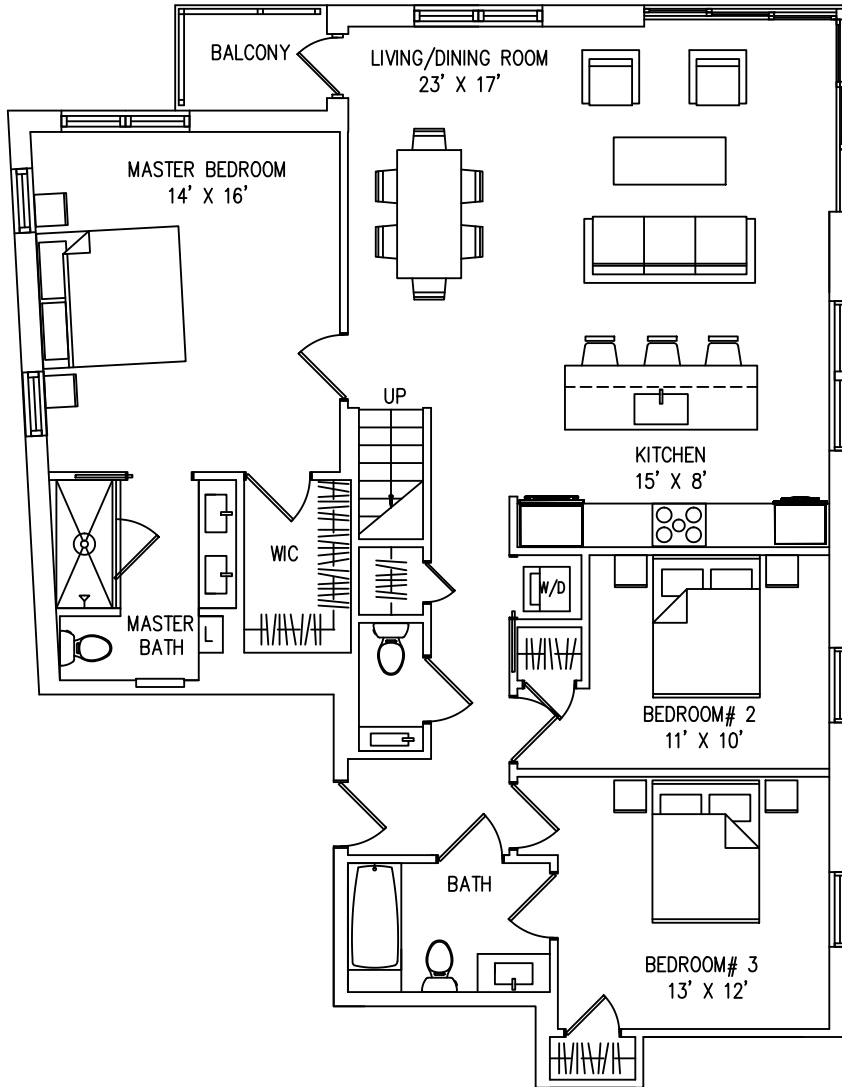 BALCONY
LIVING/DINING ROOM
23' X 17'
MASTER BEDROOM
14' X 16'
UP
KITCHEN
15' X 8'
WIC
W/D
MASTER
BATH
L
BEDROOM# 2
11' X 10'
BATH
BEDROOM# 3
13' X 12'